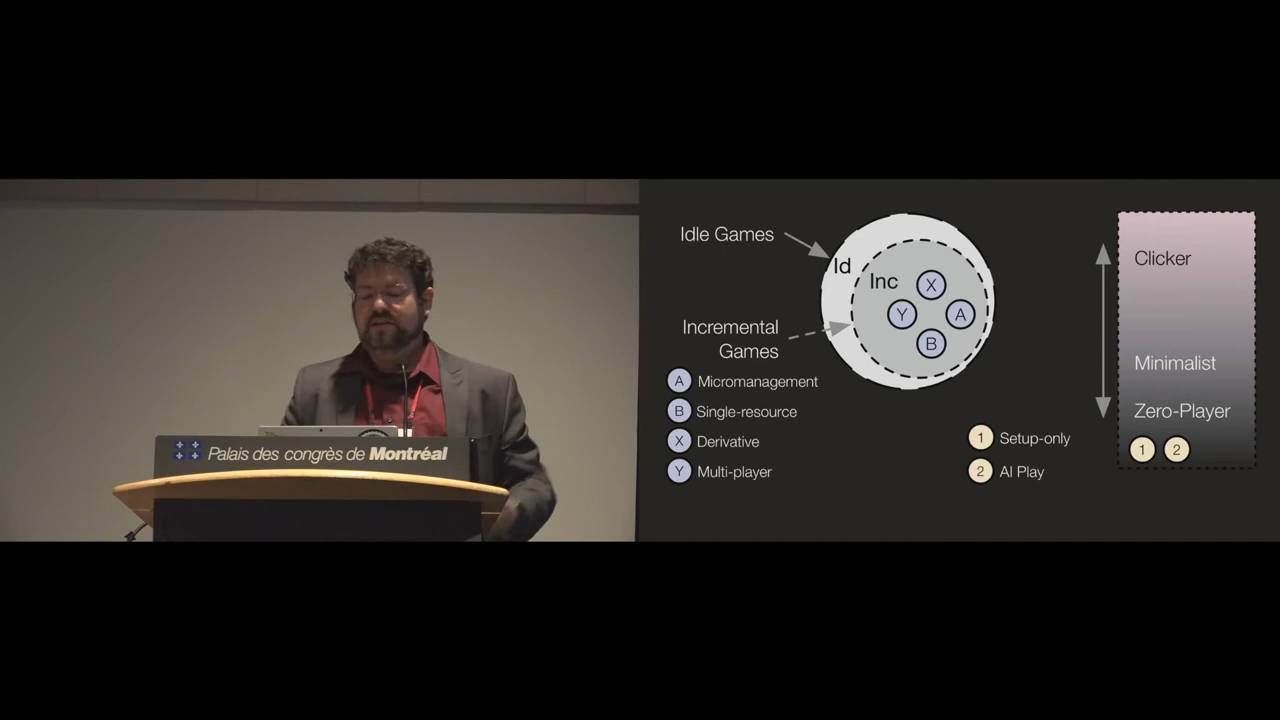 Palais des congrès de Montréal
Idle Games
Id
Inc
X
Y
A
B
Incremental
Games
A Micromanagement
B Single-resource
X Derivative
Y Multi-player
1 Setup-only
2 AI Play
Clicker
Minimalist
Zero-Player
1 2